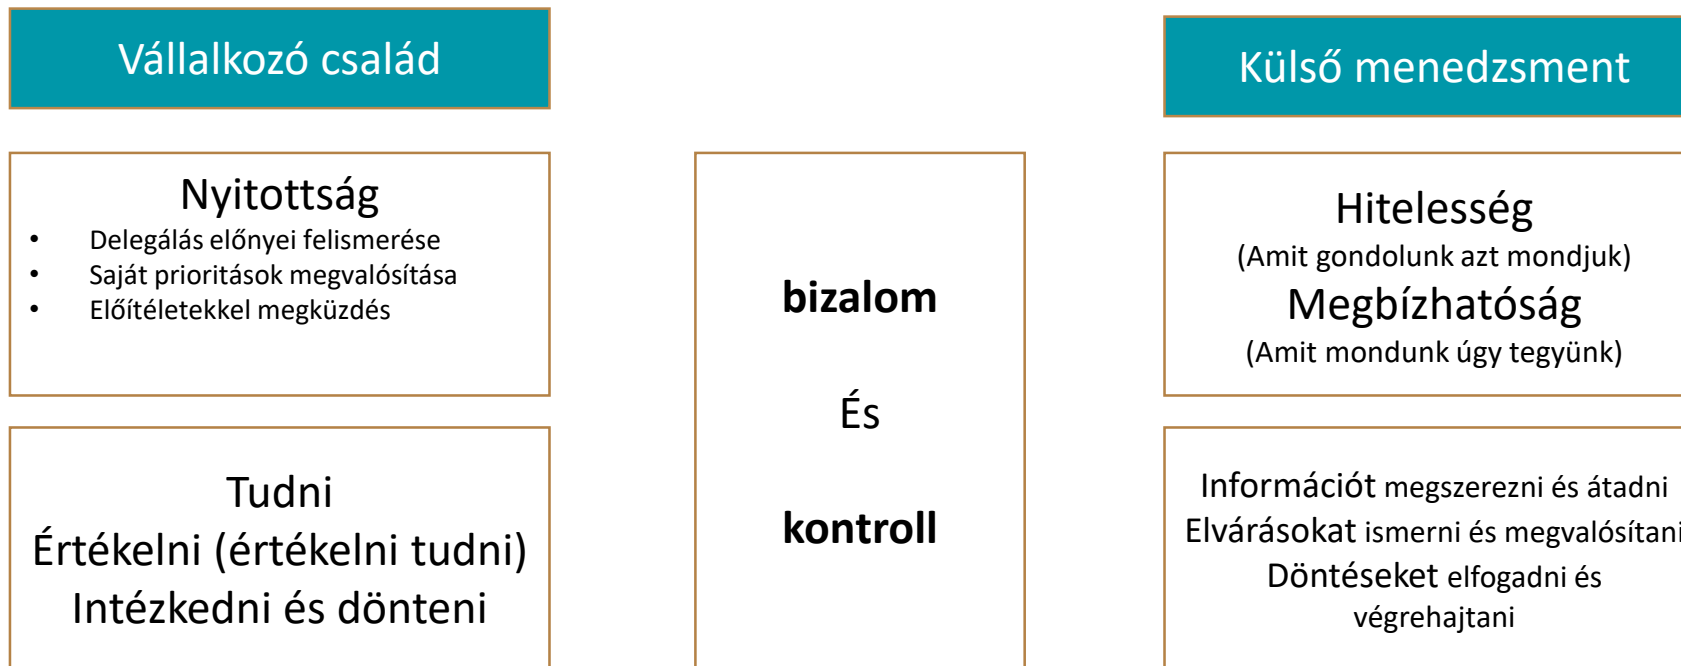 Vállalkozó család
Külső menedzsment
Nyitottság
• Delegálás előnyei felismerése
• Saját prioritások megvalósítása
• Előítéletekkel megküzdés
Tudni
Értékelni (értékelni tudni)
Intézkedni és dönteni
bizalom
És
kontroll
Hitelesség
(Amit gondolunk azt mondjuk)
Megbízhatóság
(Amit mondunk úgy tegyünk)
Információt megszerezni és átadni
Elvárásokat ismerni és megvalósítani
Döntéseket elfogadni és
végrehajtani